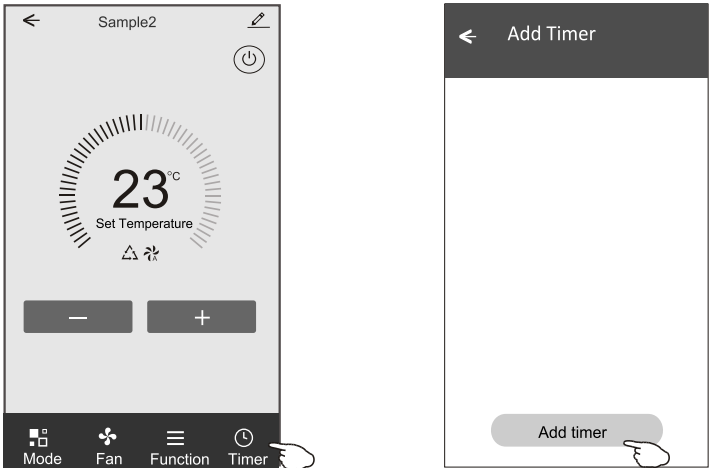 Sample2
23°C
Set Temperature
A
Mode Fan Function Timer
Add Timer
Add timer